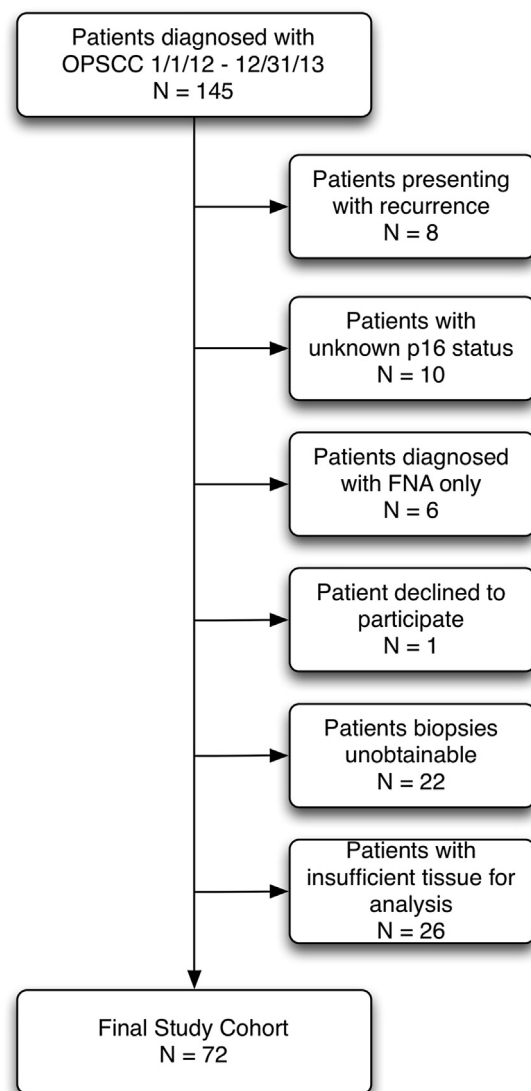 Patients diagnosed with
OPSCC 1/1/12 - 12/31/13
N = 145
Patients presenting
with recurrence
N = 8
Patients with
unknown p16 status
N = 10
Patients diagnosed
with FNA only
N = 6
Patient declined to
participate
N = 1
Patients biopsies
unobtainable
N = 22
Patients with
insufficient tissue for
analysis
N = 26
Final Study Cohort
N = 72